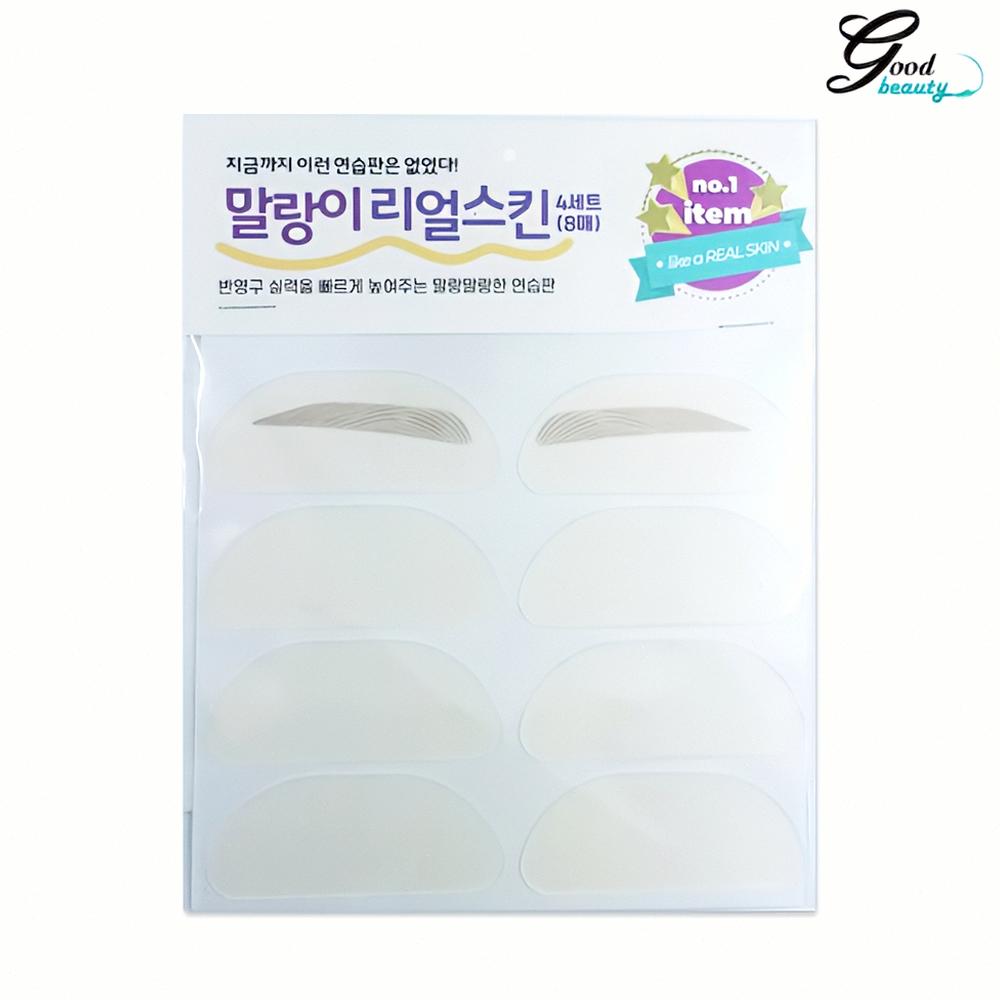 Good
beauty
지금까지 이런 연습판은 없었다!
말랑이 리얼스킨 4세트
(8매)
no.1
item
like a REAL SKIN
반영구 실력을 빠르게 높여주는 말랑말랑한 연습판